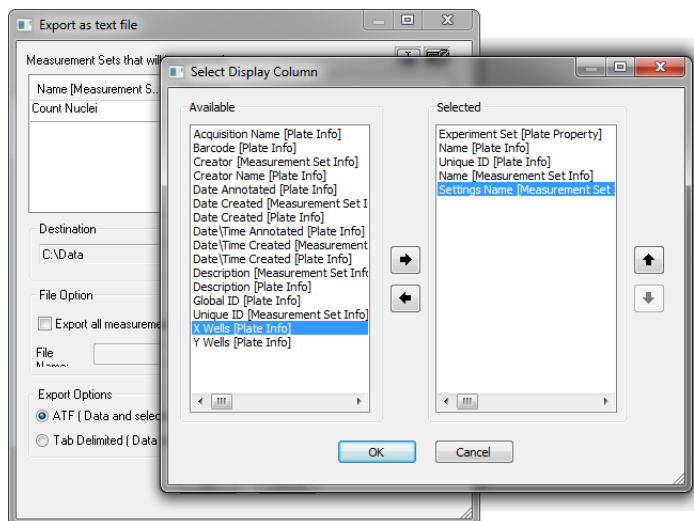 Export as text file
Measurement Sets that will
Name [Measurement S...
Count Nuclei
Destination
C:\Data
File Option
Export all measureme
File
Name:
Export Options
ATF ( Data and selec
Tab Delimited ( Data
Select Display Column
Available
Acquisition Name [Plate Info]
Barcode [Plate Info]
Creator [Measurement Set Info]
Creator Name [Plate Info]
Date Annotated [Plate Info]
Date Created [Measurement Set I
Date Created [Plate Info]
Date\Time Annotated [Plate Info]
Date\Time Created [Measurement
Date\Time Created [Plate Info]
Description [Measurement Set Info
Description [Plate Info]
Global ID [Plate Info]
Unique ID [Measurement Set Info]
X Wells [Plate Info]
Y Wells [Plate Info]
Selected
Experiment Set [Plate Property]
Name [Plate Info]
Unique ID [Plate Info]
Name [Measurement Set Info]
Settings Name [Measurement Set
OK
Cancel